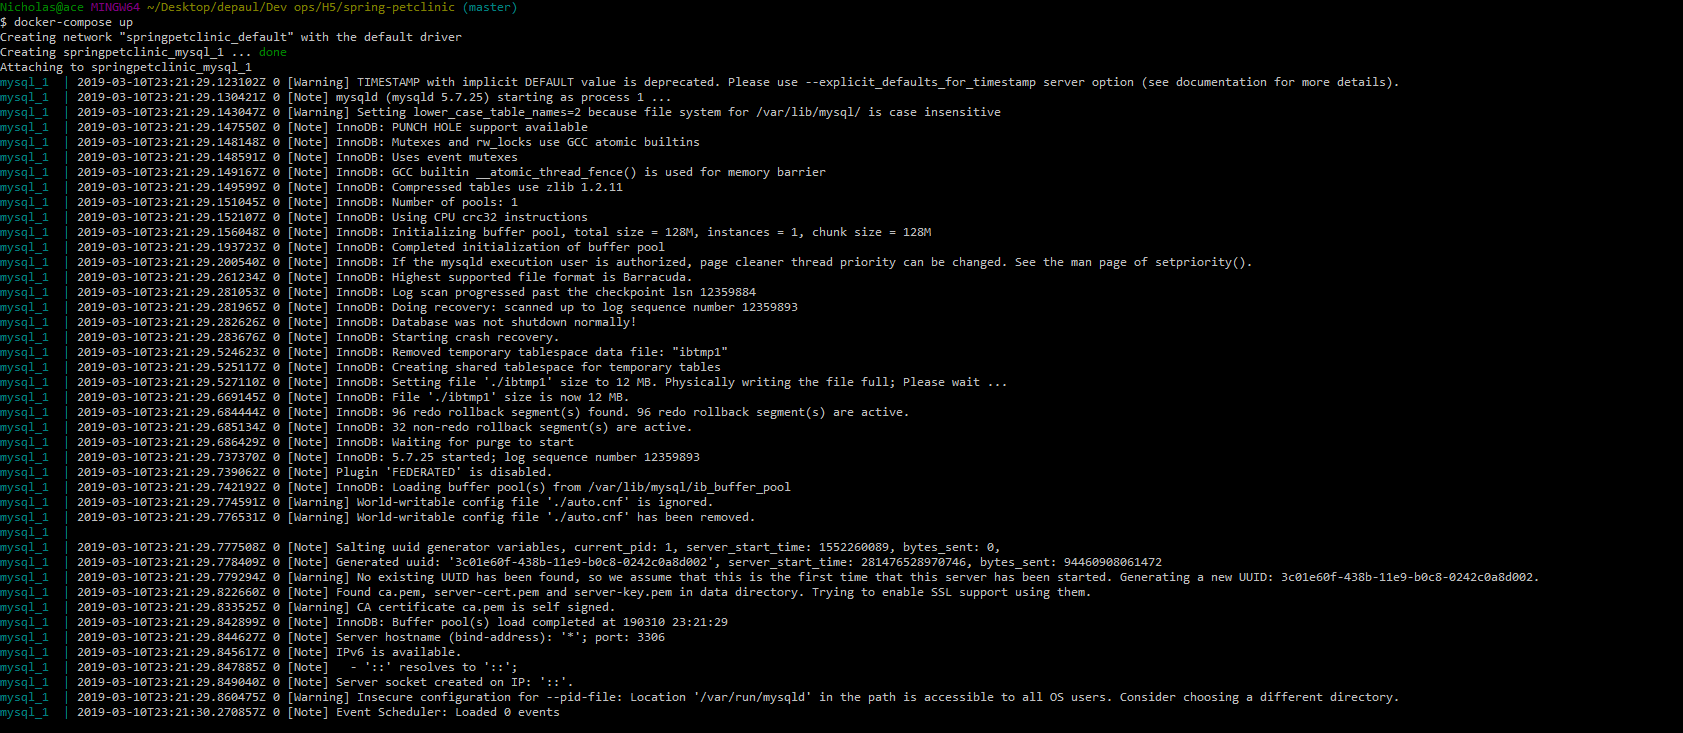 Nicholas@ace MINGW64 ~/Desktop/depaul/Dev ops/H5/spring-petclinic (master)
$ docker-compose up
Creating network "springpetclinic_default" with the default driver
Creating springpetclinic_mysql_1 ... done
Attaching to springpetclinic_mysql_1
mysql_1  | 2019-03-10T23:21:29.123102Z 0 [Warning] TIMESTAMP with implicit DEFAULT value is deprecated. Please use --explicit_defaults_for_timestamp server option (see documentation for more details).
mysql_1  | 2019-03-10T23:21:29.130421Z 0 [Note] mysqld (mysqld 5.7.25) starting as process 1 ...
mysql_1  | 2019-03-10T23:21:29.143047Z 0 [Warning] Setting lower_case_table_names=2 because file system for /var/lib/mysql/ is case insensitive
mysql_1  | 2019-03-10T23:21:29.147550Z 0 [Note] InnoDB: PUNCH HOLE support available
mysql_1  | 2019-03-10T23:21:29.148148Z 0 [Note] InnoDB: Mutexes and rw_locks use GCC atomic builtins
mysql_1  | 2019-03-10T23:21:29.148591Z 0 [Note] InnoDB: Uses event mutexes
mysql_1  | 2019-03-10T23:21:29.149167Z 0 [Note] InnoDB: GCC builtin __atomic_thread_fence() is used for memory barrier
mysql_1  | 2019-03-10T23:21:29.149599Z 0 [Note] InnoDB: Compressed tables use zlib 1.2.11
mysql_1  | 2019-03-10T23:21:29.151045Z 0 [Note] InnoDB: Number of pools: 1
mysql_1  | 2019-03-10T23:21:29.152107Z 0 [Note] InnoDB: Using CPU crc32 instructions
mysql_1  | 2019-03-10T23:21:29.156048Z 0 [Note] InnoDB: Initializing buffer pool, total size = 128M, instances = 1, chunk size = 128M
mysql_1  | 2019-03-10T23:21:29.193723Z 0 [Note] InnoDB: Completed initialization of buffer pool
mysql_1  | 2019-03-10T23:21:29.200540Z 0 [Note] InnoDB: If the mysqld execution user is authorized, page cleaner thread priority can be changed. See the man page of setpriority().
mysql_1  | 2019-03-10T23:21:29.261234Z 0 [Note] InnoDB: Highest supported file format is Barracuda.
mysql_1  | 2019-03-10T23:21:29.281053Z 0 [Note] InnoDB: Log scan progressed past the checkpoint lsn 12359884
mysql_1  | 2019-03-10T23:21:29.281965Z 0 [Note] InnoDB: Doing recovery: scanned up to log sequence number 12359893
mysql_1  | 2019-03-10T23:21:29.282626Z 0 [Note] InnoDB: Database was not shutdown normally!
mysql_1  | 2019-03-10T23:21:29.283676Z 0 [Note] InnoDB: Starting crash recovery.
mysql_1  | 2019-03-10T23:21:29.524623Z 0 [Note] InnoDB: Removed temporary tablespace data file: "ibtmp1"
mysql_1  | 2019-03-10T23:21:29.525117Z 0 [Note] InnoDB: Creating shared tablespace for temporary tables
mysql_1  | 2019-03-10T23:21:29.527110Z 0 [Note] InnoDB: Setting file './ibtmp1' size to 12 MB. Physically writing the file full; Please wait ...
mysql_1  | 2019-03-10T23:21:29.669145Z 0 [Note] InnoDB: File './ibtmp1' size is now 12 MB.
mysql_1  | 2019-03-10T23:21:29.684444Z 0 [Note] InnoDB: 96 redo rollback segment(s) found. 96 redo rollback segment(s) are active.
mysql_1  | 2019-03-10T23:21:29.685134Z 0 [Note] InnoDB: 32 non-redo rollback segment(s) are active.
mysql_1  | 2019-03-10T23:21:29.686429Z 0 [Note] InnoDB: Waiting for purge to start
mysql_1  | 2019-03-10T23:21:29.737370Z 0 [Note] InnoDB: 5.7.25 started; log sequence number 12359893
mysql_1  | 2019-03-10T23:21:29.739062Z 0 [Note] Plugin 'FEDERATED' is disabled.
mysql_1  | 2019-03-10T23:21:29.742192Z 0 [Note] InnoDB: Loading buffer pool(s) from /var/lib/mysql/ib_buffer_pool
mysql_1  | 2019-03-10T23:21:29.774591Z 0 [Warning] World-writable config file './auto.cnf' is ignored.
mysql_1  | 2019-03-10T23:21:29.776531Z 0 [Warning] World-writable config file './auto.cnf' has been removed.
mysql_1  |
mysql_1  | 2019-03-10T23:21:29.777508Z 0 [Note] Salting uuid generator variables, current_pid: 1, server_start_time: 1552260089, bytes_sent: 0,
mysql_1  | 2019-03-10T23:21:29.778409Z 0 [Note] Generated uuid: '3c01e60f-438b-11e9-b0c8-0242c0a8d002', server_start_time: 281476528970746, bytes_sent: 94460908061472
mysql_1  | 2019-03-10T23:21:29.779294Z 0 [Warning] No existing UUID has been found, so we assume that this is the first time that this server has been started. Generating a new UUID: 3c01e60f-438b-11e9-b0c8-0242c0a8d002.
mysql_1  | 2019-03-10T23:21:29.822660Z 0 [Note] Found ca.pem, server-cert.pem and server-key.pem in data directory. Trying to enable SSL support using them.
mysql_1  | 2019-03-10T23:21:29.833525Z 0 [Warning] CA certificate ca.pem is self signed.
mysql_1  | 2019-03-10T23:21:29.842899Z 0 [Note] InnoDB: Buffer pool(s) load completed at 190310 23:21:29
mysql_1  | 2019-03-10T23:21:29.844627Z 0 [Note] Server hostname (bind-address): '*'; port: 3306
mysql_1  | 2019-03-10T23:21:29.845617Z 0 [Note] IPv6 is available.
mysql_1  | 2019-03-10T23:21:29.847885Z 0 [Note]   - '::' resolves to '::';
mysql_1  | 2019-03-10T23:21:29.849040Z 0 [Note] Server socket created on IP: '::'.
mysql_1  | 2019-03-10T23:21:29.860475Z 0 [Warning] Insecure configuration for --pid-file: Location '/var/run/mysqld' in the path is accessible to all OS users. Consider choosing a different directory.
mysql_1  | 2019-03-10T23:21:30.270857Z 0 [Note] Event Scheduler: Loaded 0 events